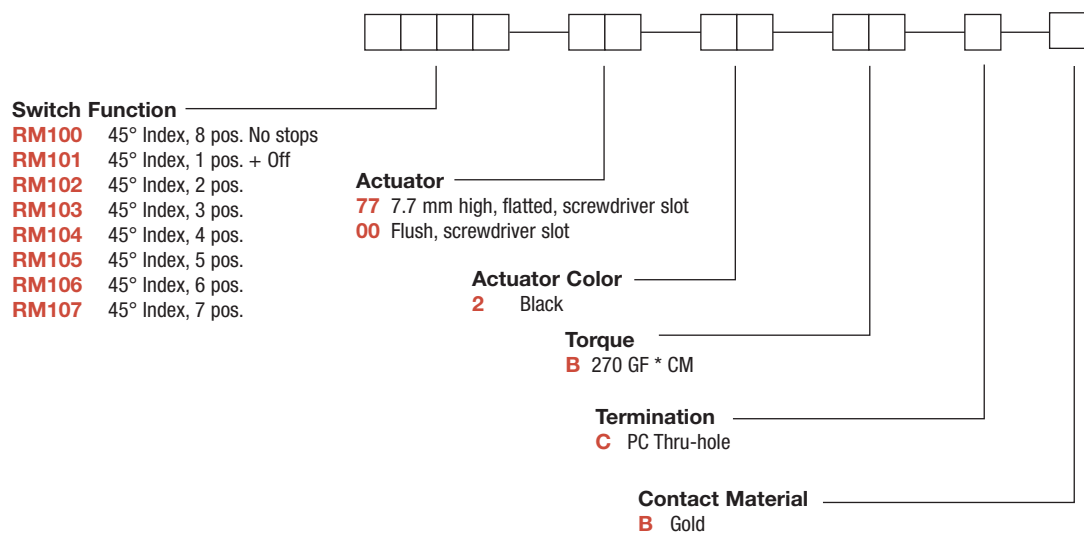 Switch Function
RM100 45° Index, 8 pos. No stops
RM101 45° Index, 1 pos. + Off
RM102 45° Index, 2 pos.
RM103 45° Index, 3 pos.
RM104 45° Index, 4 pos.
RM105 45° Index, 5 pos.
RM106 45° Index, 6 pos.
RM107 45° Index, 7 pos.
Actuator
77 7.7 mm high, flatted, screwdriver slot
00 Flush, screwdriver slot
Actuator Color
2 Black
Torque
B 270 GF * CM
Termination
C PC Thru-hole
Contact Material
B Gold